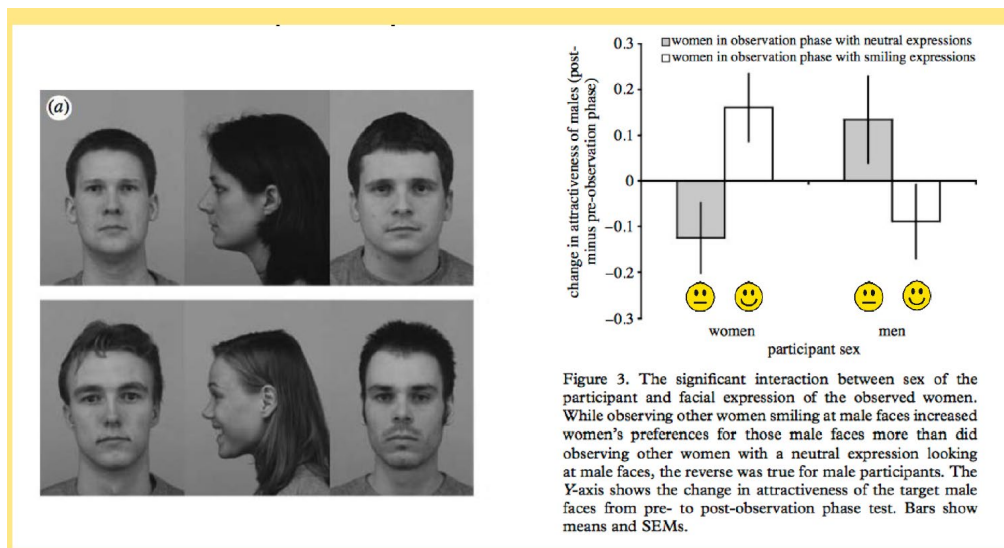 (a)
0.3
0.2
0.1
0
–0.1
–0.2
–0.3
change in attractiveness of males (post-
minus pre-observation phase)
women in observation phase with neutral expressions
women in observation phase with smiling expressions
women
men
participant sex
Figure 3. The significant interaction between sex of the
participant and facial expression of the observed women.
While observing other women smiling at male faces increased
women's preferences for those male faces more than did
observing other women with a neutral expression looking
at male faces, the reverse was true for male participants. The
Y-axis shows the change in attractiveness of the target male
faces from pre- to post-observation phase test. Bars show
means and SEMs.